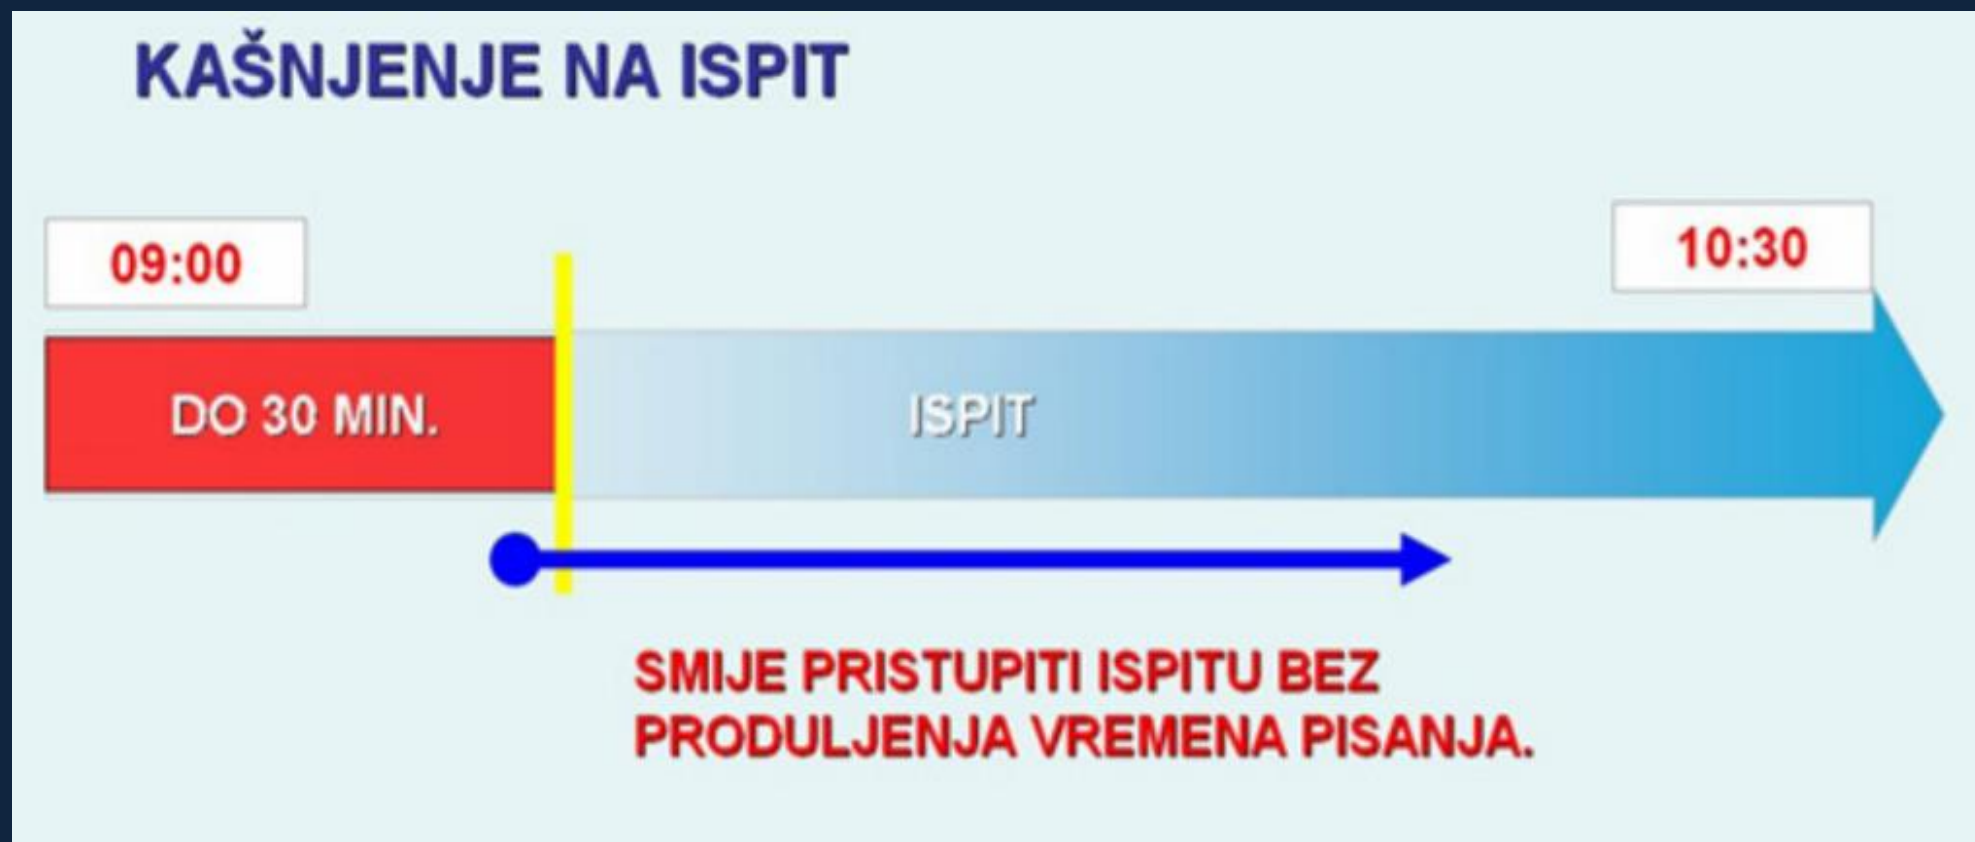 KAŠNJENJE NA ISPIT
09:00
10:30
DO 30 MIN.
ISPIT
SMIJE PRISTUPITI ISPITU BEZ
PRODULJENJA VREMENA PISANJA.